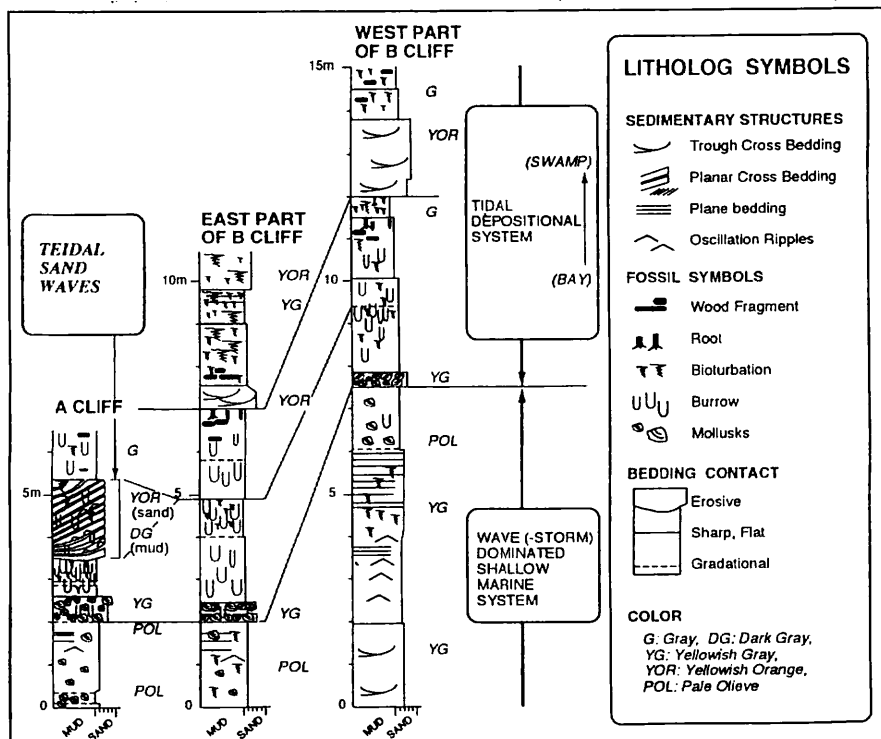 WEST PART
OF B CLIFF
15m
G
YOR
G
10
YG
POL
5
YG
YG
0
MUD
SAND
EAST PART
OF B CLIFF
10m
YOR
YG
YOR
5
YG
POL
0
MUD
SAND
TEIDAL
SAND
WAVES
A CLIFF
G
5m
YOR
(sand)
DG
(mud)
YG
POL
POL
0
MUD
SAND
(SWAMP)
TIDAL
DEPOSITIONAL
SYSTEM
(BAY)
WAVE (-STORM)
DOMINATED
SHALLOW
MARINE
SYSTEM
LITHOLOG SYMBOLS
SEDIMENTARY STRUCTURES
Trough Cross Bedding
Planar Cross Bedding
Plane bedding
Oscillation Ripples
FOSSIL SYMBOLS
Wood Fragment
Root
Bioturbation
Burrow
Mollusks
BEDDING CONTACT
Erosive
Sharp, Flat
Gradational
COLOR
G: Gray, DG: Dark Gray,
YG: Yellowish Gray,
YOR: Yellowish Orange,
POL: Pale Olieve